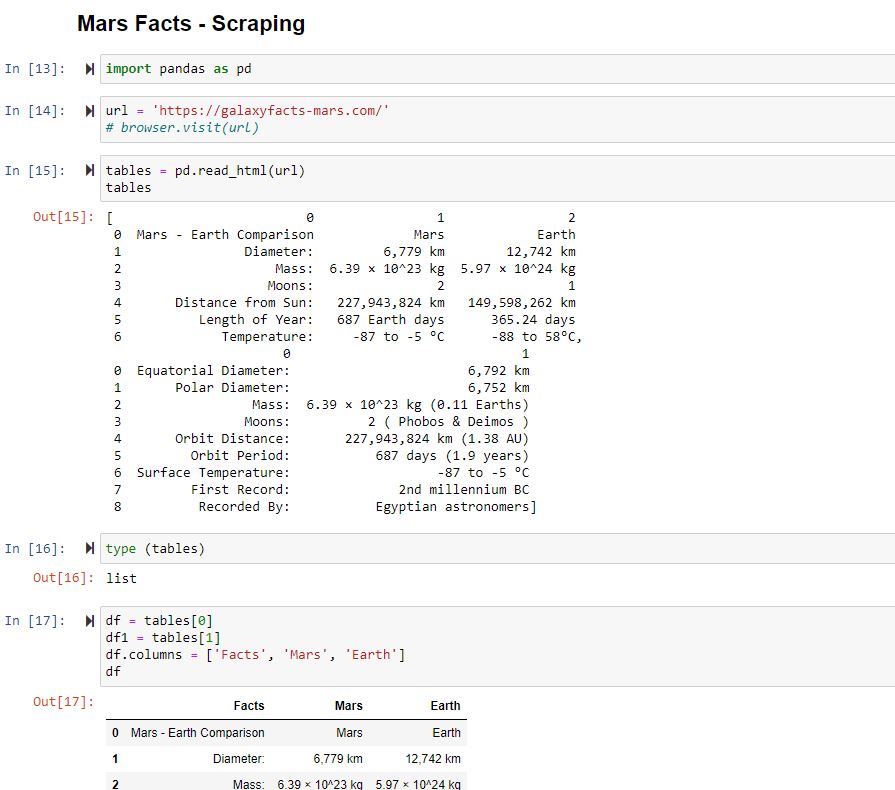 Mars Facts - Scraping
In [13]: import pandas as pd
In [14]: url = 'https://galaxyfacts-mars.com/'
# browser.visit(url)
In [15]: tables = pd.read_html(url)
tables
Out[15]: [ 0 1 2
0 Mars - Earth Comparison Mars Earth
1 Diameter: 6,779 km 12,742 km
2 Mass: 6.39 × 10^23 kg 5.97 × 10^24 kg
3 Moons: 2 1
4 Distance from Sun: 227,943,824 km 149,598,262 km
5 Length of Year: 687 Earth days 365.24 days
6 Temperature: -87 to -5 °C -88 to 58°C,
0 1
0 Equatorial Diameter: 6,792 km
1 Polar Diameter: 6,752 km
2 Mass: 6.39 × 10^23 kg (0.11 Earths)
3 Moons: 2 ( Phobos & Deimos )
4 Orbit Distance: 227,943,824 km (1.38 AU)
5 Orbit Period: 687 days (1.9 years)
6 Surface Temperature: -87 to -5 °C
7 First Record: 2nd millennium BC
8 Recorded By: Egyptian astronomers]
In [16]: type (tables)
Out[16]: list
In [17]: df = tables[0]
df1 = tables[1]
df.columns = ['Facts', 'Mars', 'Earth']
df
Out[17]:
Facts Mars Earth
0 Mars - Earth Comparison Mars Earth
1 Diameter: 6,779 km 12,742 km
2 Mass: 6.39 × 10^23 kg 5.97 × 10^24 kg